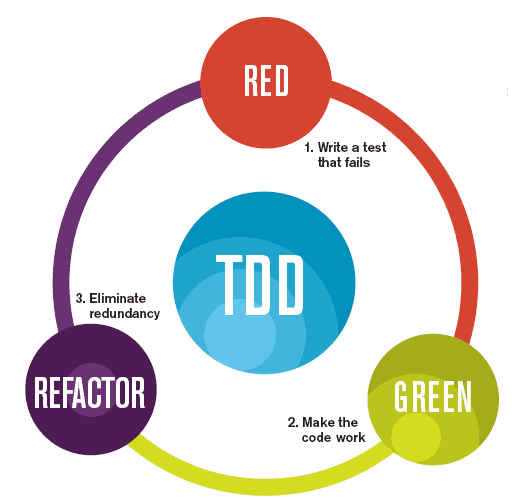 RED
1. Write a test
that fails
TDD
3. Eliminate
redundancy
REFACTOR
GREEN
2. Make the
code work